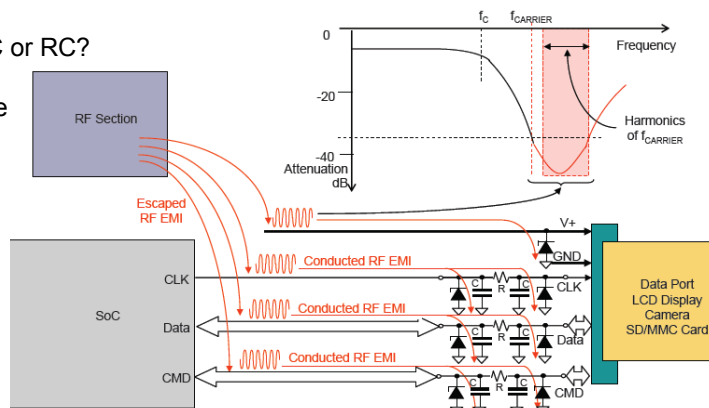 C or RC?
e
RF Section
Escaped
RF EMI
0
-20
-40
Attenuation
dB
fC
fCARRIER
Frequency
Harmonics
of fCARRIER
SoC
CLK
Data
CMD
Conducted RF EMI
C
R
C
Conducted RF EMI
C
R
C
Conducted RF EMI
C
R
C
V+
GND
CLK
Data
CMD
Data Port
LCD Display
Camera
SD/MMC Card